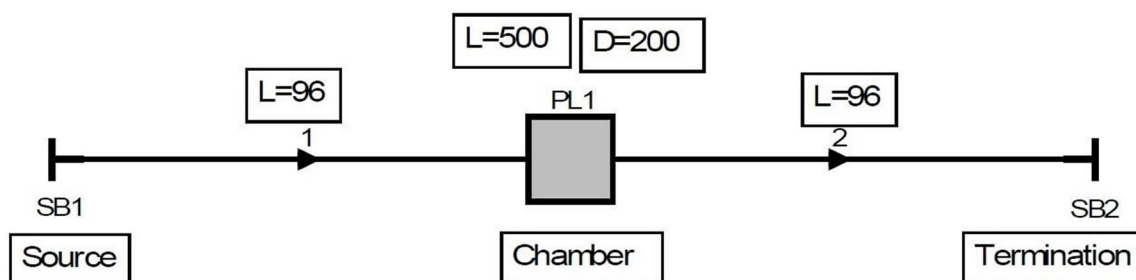 L=500
D=200
L=96
PL1
L=96
1
2
SB1
SB2
Source
Chamber
Termination